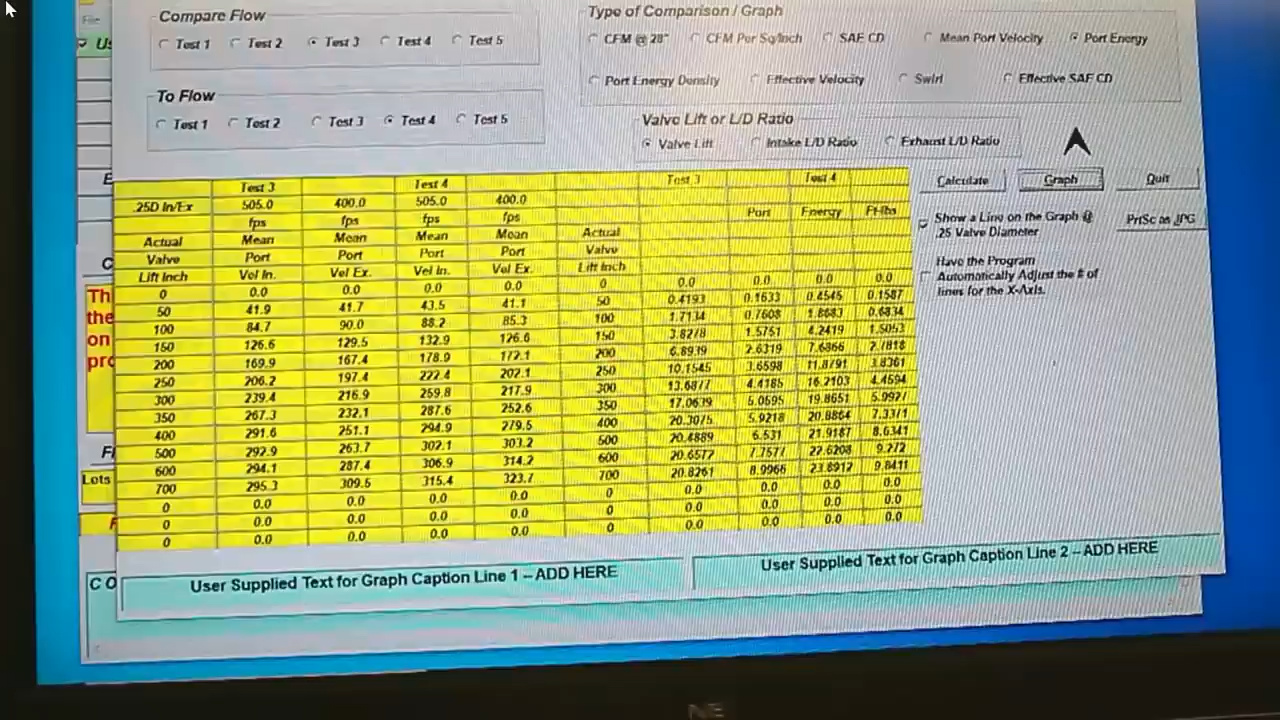 File
Compare Flow
Test 1 Test 2 Test 3 Test 4 Test 5
Type of Comparison / Graph
CFM @ 28" CFM Per Sq/Inch SAE CD Mean Port Velocity Port Energy
Port Energy Density Effective Velocity Swirl Effective SAE CD
To Flow
Test 1 Test 2 Test 3 Test 4 Test 5
Valve Lift or L/D Ratio
Valve Lift Intake L/D Ratio Exhaust L/D Ratio
Calculate Graph Quit
Show a Line on the Graph @
.25 Valve Diameter
PrtSc as JPG
Have the Program
Automatically Adjust the # of
lines for the X-Axis.
Test 3 Test 4 Test 3 Test 4
.25D In/Ex 505.0 400.0 505.0 400.0
fps fps fps fps Port Energy Ft-lbs
Actual Mean Mean Mean Mean Actual
Valve Port Port Port Port Valve
Lift Inch Vel In. Vel Ex. Vel In. Vel Ex. Lift Inch
0 0.0 0.0 0.0 0.0 0 0.0 0.0 0.0 0.0
50 41.9 41.7 43.5 41.1 50 0.4193 0.1633 0.4545 0.1587
100 84.7 90.0 88.2 85.3 100 1.7134 0.7608 1.8683 0.6834
150 126.6 129.5 132.9 126.6 150 3.8278 1.5751 4.2419 1.5053
200 169.9 167.4 178.9 172.1 200 6.8939 2.6319 7.6866 2.7818
250 206.2 197.4 222.4 202.1 250 10.1545 3.6598 11.8791 3.8361
300 239.4 216.9 259.8 217.9 300 13.6877 4.4185 16.2103 4.4594
350 267.3 232.1 287.6 252.6 350 17.0639 5.0695 19.8651 5.9927
400 291.6 251.1 294.9 279.5 400 20.3075 5.9218 20.8864 7.3371
500 292.9 263.7 302.1 303.2 500 20.4889 6.531 21.9187 8.6341
600 294.1 287.4 306.9 314.2 600 20.6577 7.7577 22.6208 9.272
700 295.3 309.5 315.4 323.7 700 20.8261 8.9966 23.8912 9.8411
0 0.0 0.0 0.0 0.0 0 0.0 0.0 0.0 0.0
0 0.0 0.0 0.0 0.0 0 0.0 0.0 0.0 0.0
0 0.0 0.0 0.0 0.0 0 0.0 0.0 0.0 0.0
Th
the
on
pro
Lots
C O
User Supplied Text for Graph Caption Line 1 – ADD HERE
User Supplied Text for Graph Caption Line 2 – ADD HERE
NE